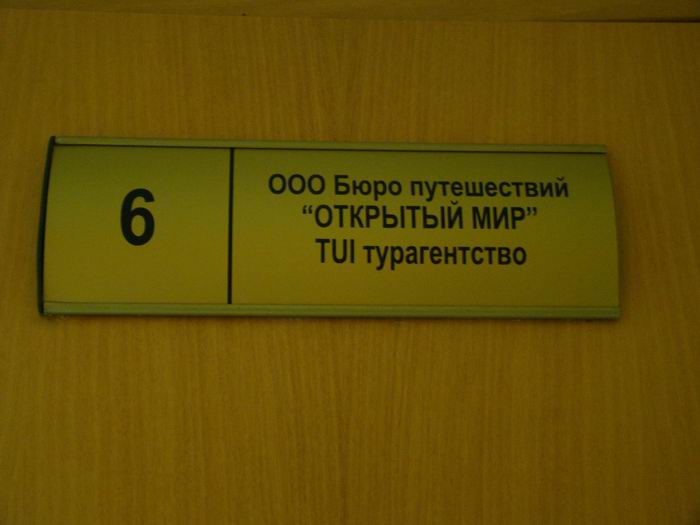 6
ООО Бюро путешествий
“ОТКРЫТЫЙ МИР”
TUI турагентство